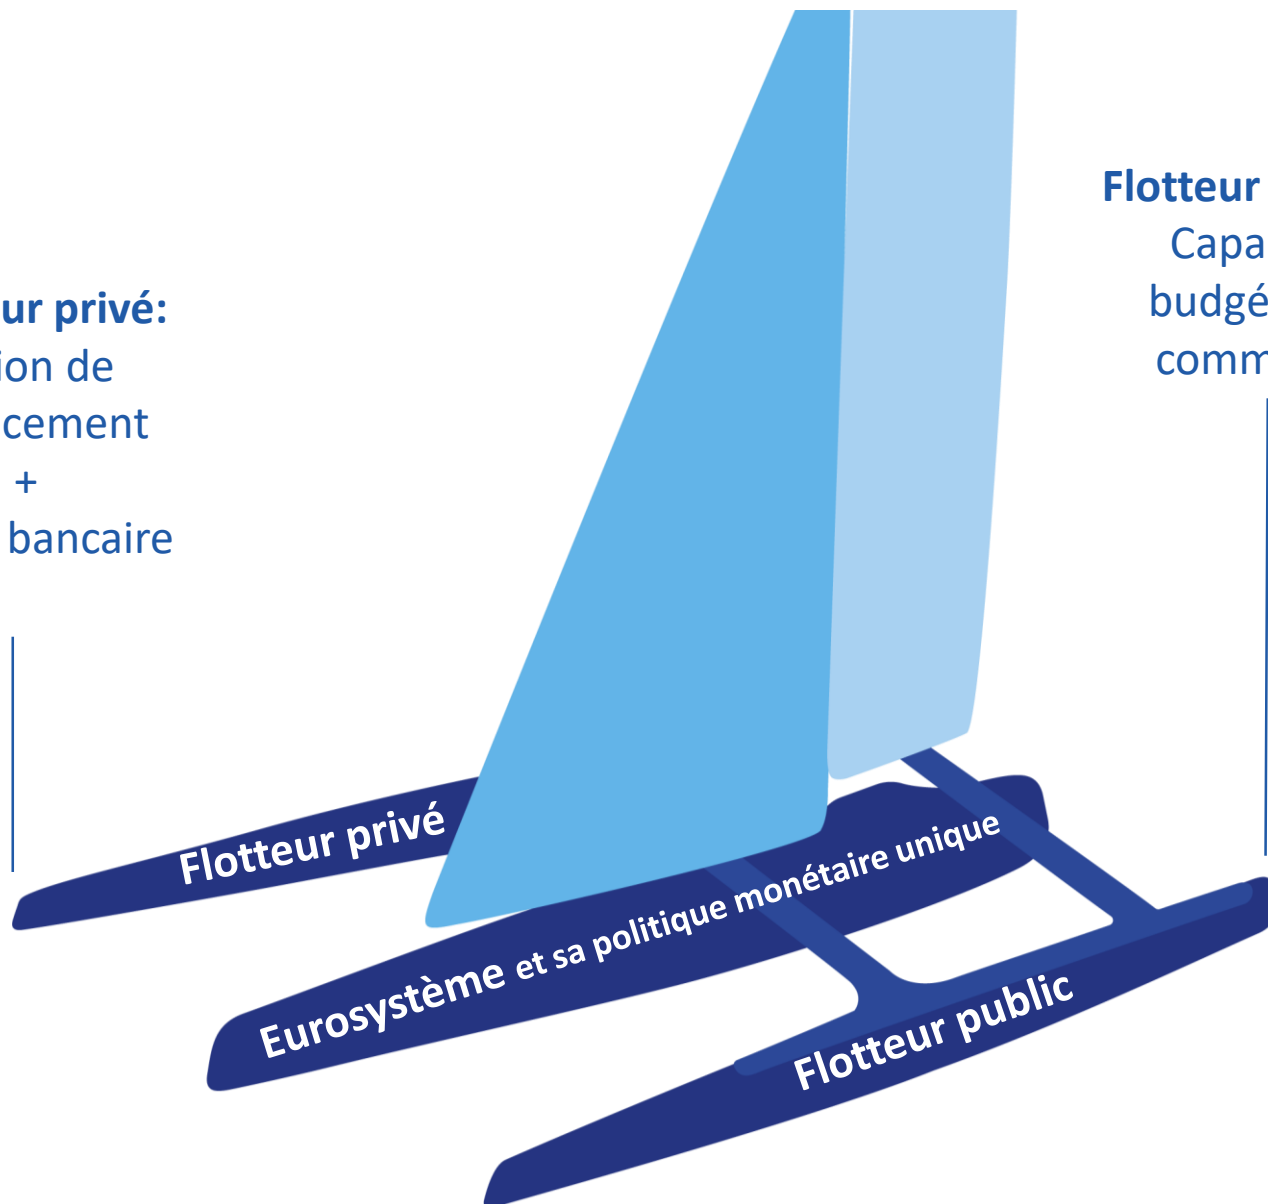 Flotteur
Capa
budgé
comm
ur privé:
ion de
cement
+
bancaire
Flotteur privé
Eurosystème et sa politique monétaire unique
Flotteur public